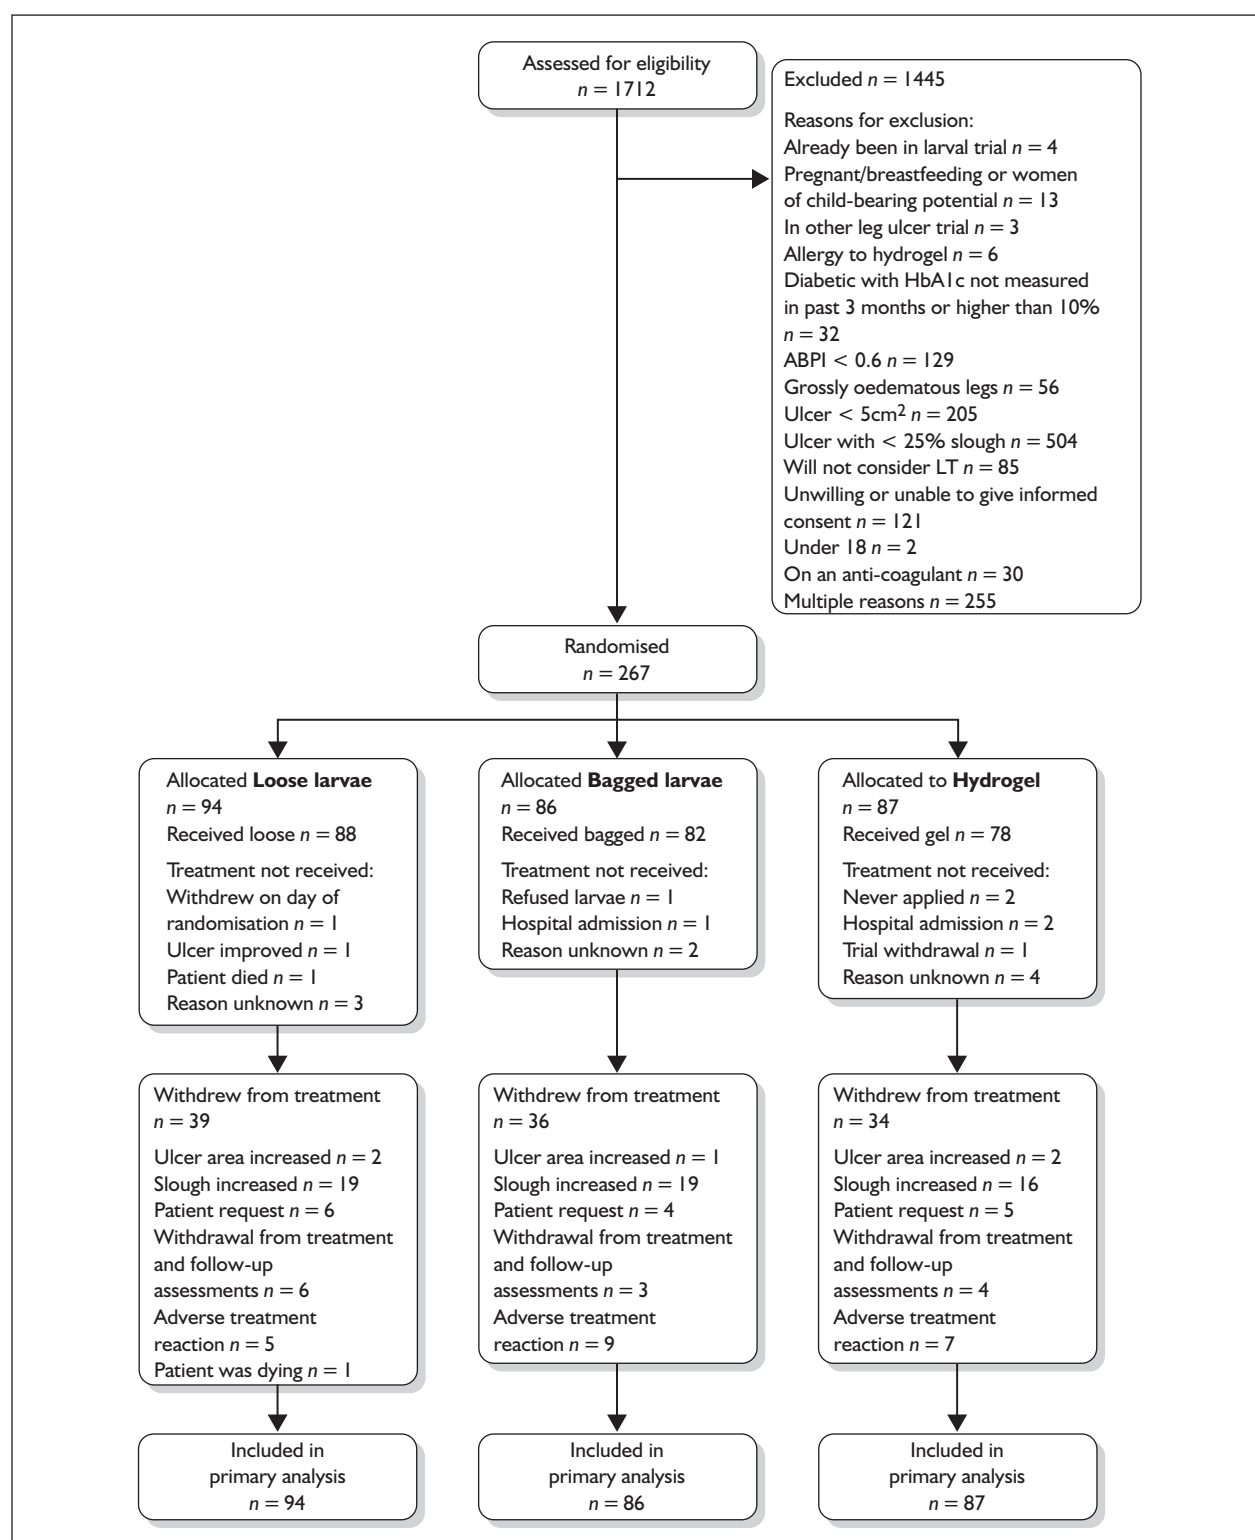 Assessed for eligibility
n = 1712
Excluded n = 1445
Reasons for exclusion:
Already been in larval trial n = 4
Pregnant/breastfeeding or women
of child-bearing potential n = 13
In other leg ulcer trial n = 3
Allergy to hydrogel n = 6
Diabetic with HbA1c not measured
in past 3 months or higher than 10%
n = 32
ABPI < 0.6 n = 129
Grossly oedematous legs n = 56
Ulcer < 5cm² n = 205
Ulcer with < 25% slough n = 504
Will not consider LT n = 85
Unwilling or unable to give informed
consent n = 121
Under 18 n = 2
On an anti-coagulant n = 30
Multiple reasons n = 255
Randomised
n = 267
Allocated Loose larvae
n = 94
Received loose n = 88
Treatment not received:
Withdrew on day of
randomisation n = 1
Ulcer improved n = 1
Patient died n = 1
Reason unknown n = 3
Allocated Bagged larvae
n = 86
Received bagged n = 82
Treatment not received:
Refused larvae n = 1
Hospital admission n = 1
Reason unknown n = 2
Allocated to Hydrogel
n = 87
Received gel n = 78
Treatment not received:
Never applied n = 2
Hospital admission n = 2
Trial withdrawal n = 1
Reason unknown n = 4
Withdrew from treatment
n = 39
Ulcer area increased n = 2
Slough increased n = 19
Patient request n = 6
Withdrawal from treatment
and follow-up
assessments n = 6
Adverse treatment
reaction n = 5
Patient was dying n = 1
Withdrew from treatment
n = 36
Ulcer area increased n = 1
Slough increased n = 19
Patient request n = 4
Withdrawal from treatment
and follow-up
assessments n = 3
Adverse treatment
reaction n = 9
Withdrew from treatment
n = 34
Ulcer area increased n = 2
Slough increased n = 16
Patient request n = 5
Withdrawal from treatment
and follow-up
assessments n = 4
Adverse treatment
reaction n = 7
Included in
primary analysis
n = 94
Included in
primary analysis
n = 86
Included in
primary analysis
n = 87